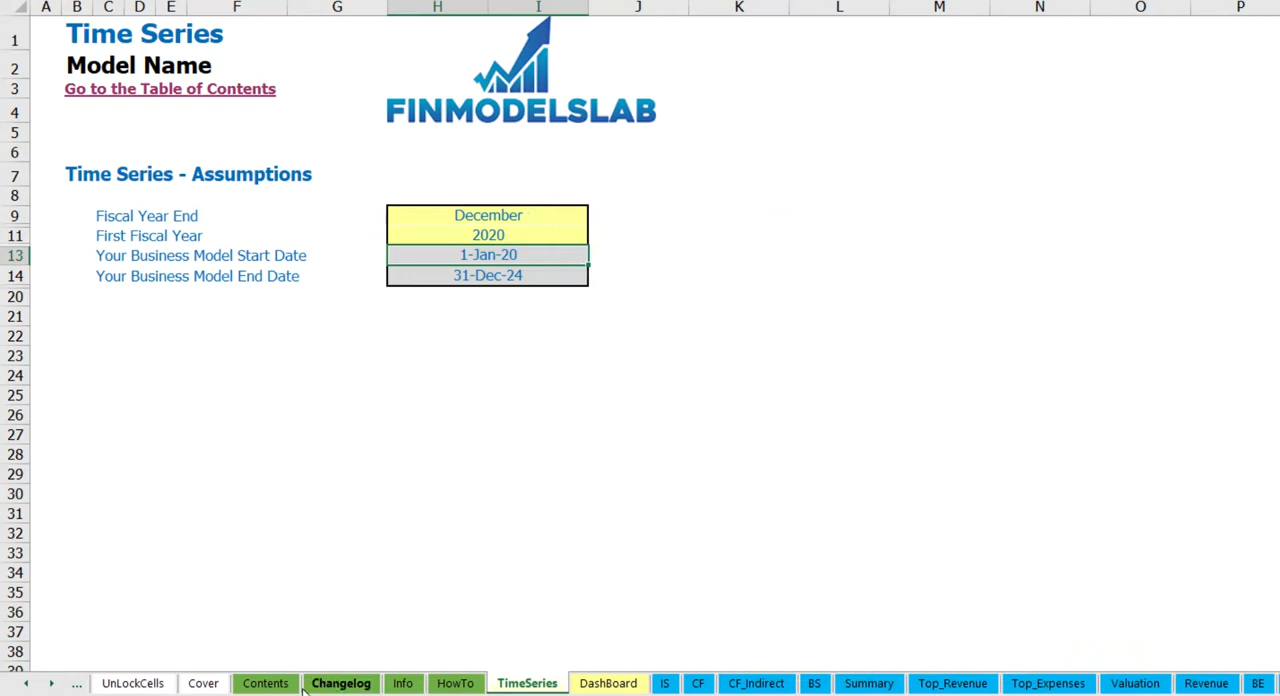 A B C D E F G H I J K L M N O P
1 Time Series
2 Model Name
3 Go to the Table of Contents
4 FINMODELSLAB
5
6
7 Time Series - Assumptions
8
9 Fiscal Year End December
11 First Fiscal Year 2020
13 Your Business Model Start Date 1-Jan-20
14 Your Business Model End Date 31-Dec-24
20
21
22
23
24
25
26
27
28
29
30
31
32
33
34
35
36
37
38
39
... UnLockCells Cover Contents Changelog Info HowTo TimeSeries DashBoard IS CF CF_Indirect BS Summary Top_Revenue Top_Expenses Valuation Revenue BE